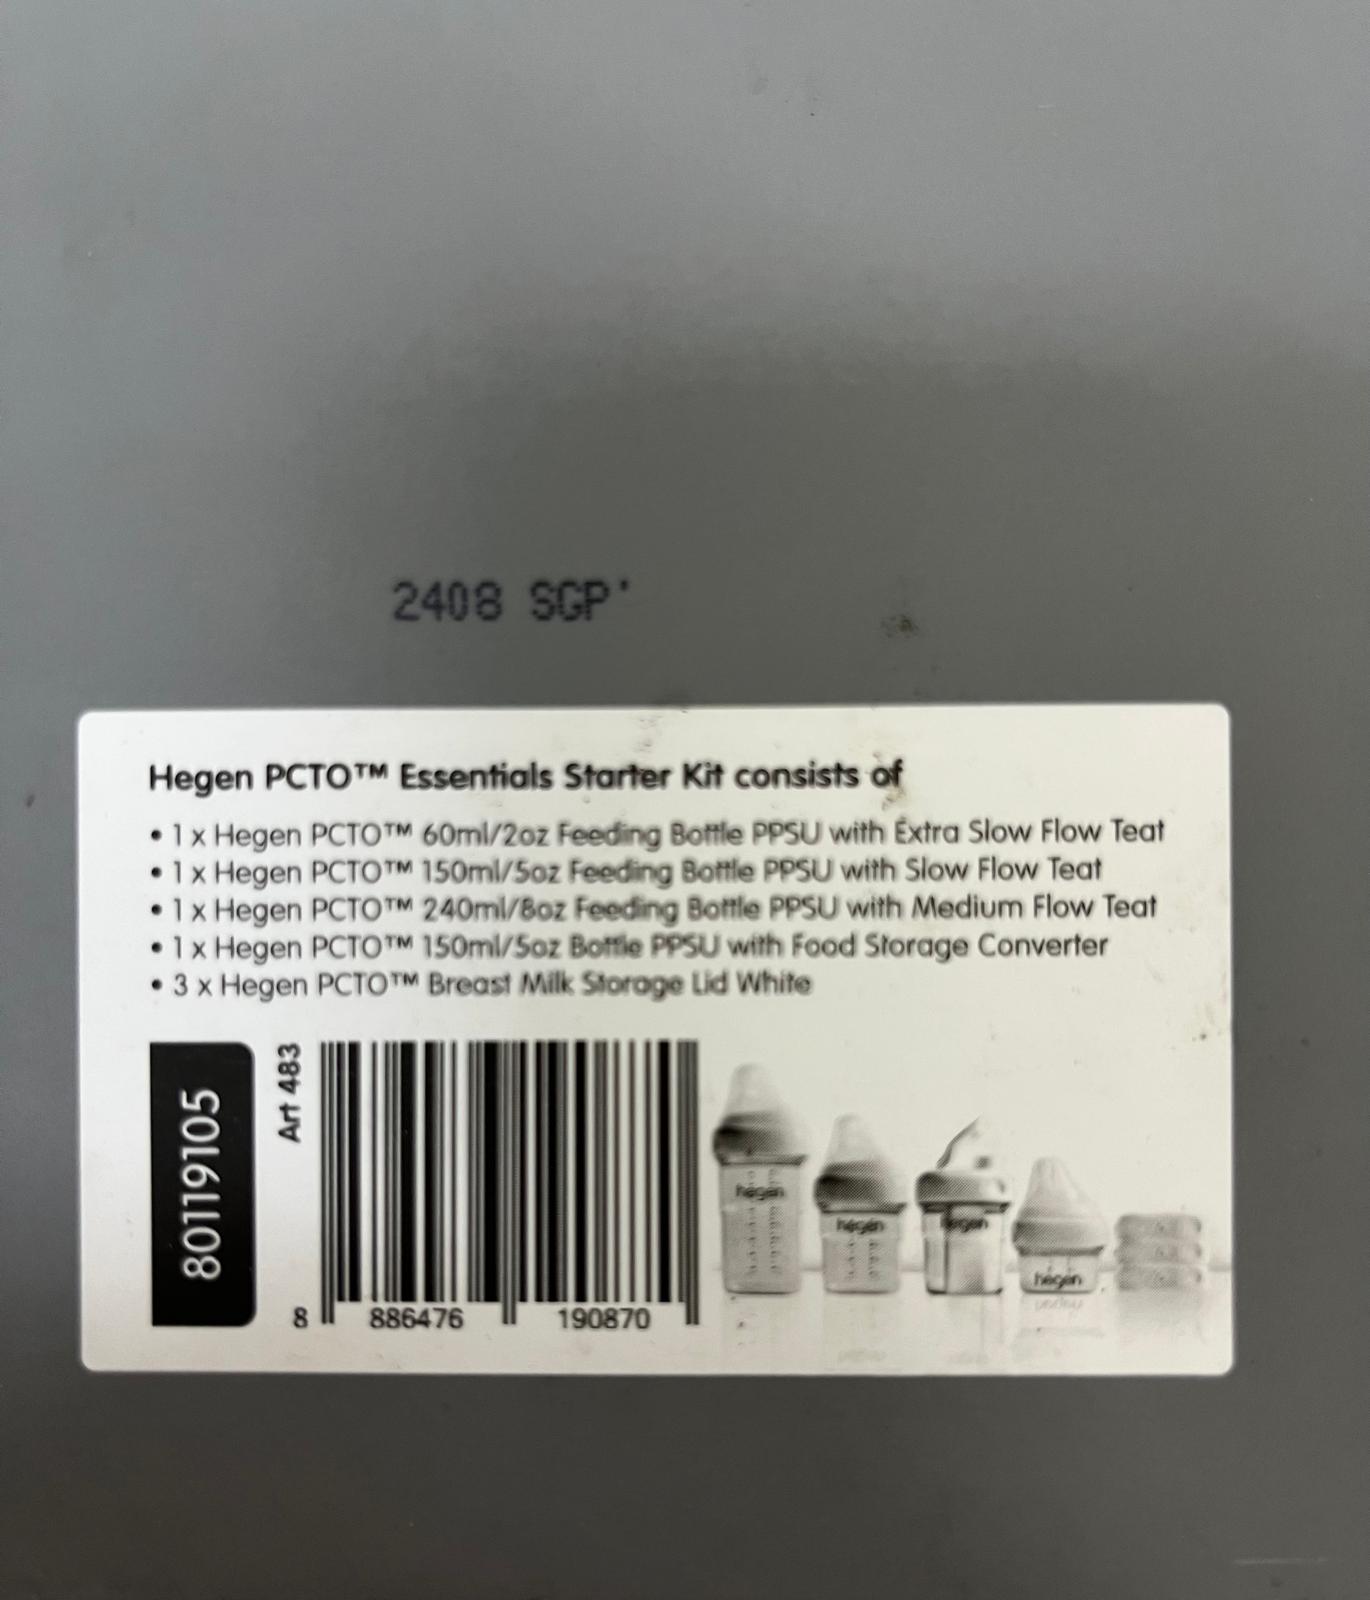 2408 SGP
Hegen PCTO™ Essentials Starter Kit consists of
• 1 x Hegen PCTO™ 60ml/2oz Feeding Bottle PPSU with Extra Slow Flow Teat
• 1 x Hegen PCTO™ 150ml/5oz Feeding Bottle PPSU with Slow Flow Teat
• 1 x Hegen PCTO™ 240ml/8oz Feeding Bottle PPSU with Medium Flow Teat
• 1 x Hegen PCTO™ 150ml/5oz Bottle PPSU with Food Storage Converter
• 3 x Hegen PCTO™ Breast Milk Storage Lid White
80119105
Art 483
8 886476 190870
hegen
hegen
hegen
hegen